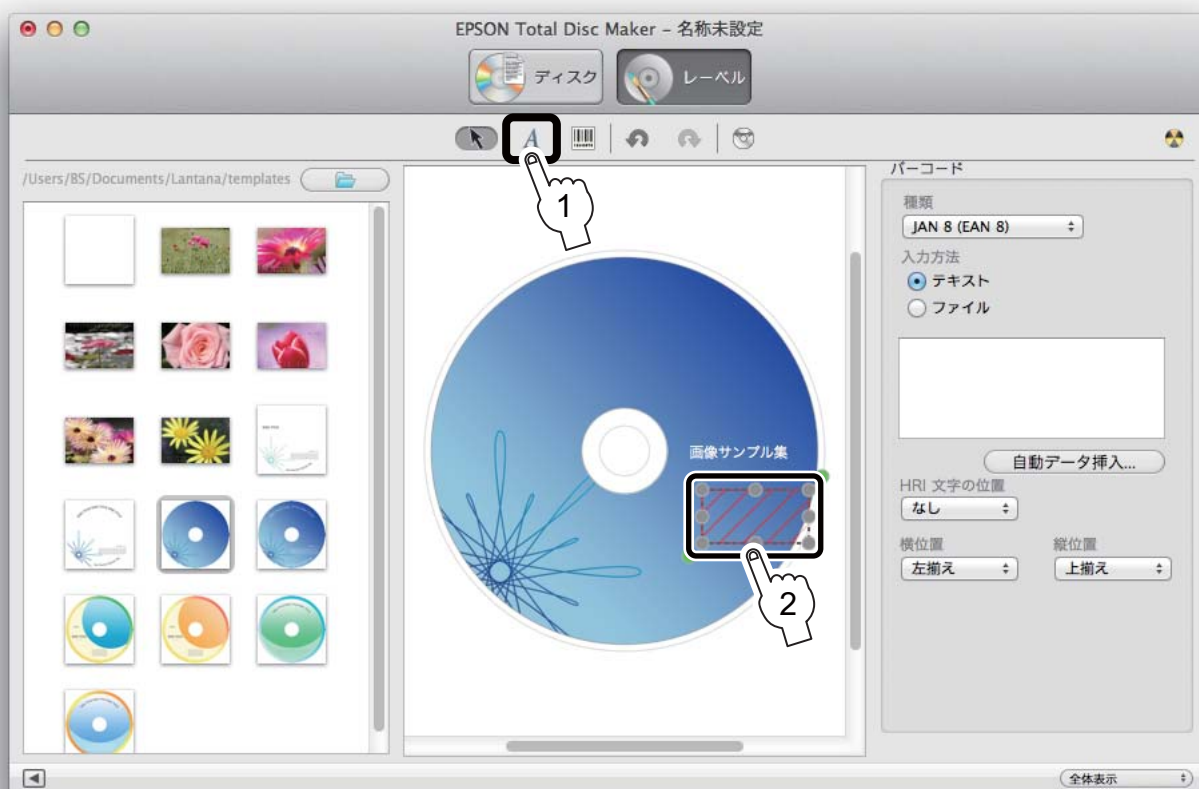 EPSON Total Disc Maker – 名称未設定
ディスク
レーベル
A
1
/Users/BS/Documents/Lantana/templates
画像サンプル集
2
バーコード
種類
JAN 8 (EAN 8)
入力方法
テキスト
ファイル
自動データ挿入...
HRI 文字の位置
なし
横位置
縦位置
左揃え
上揃え
全体表示